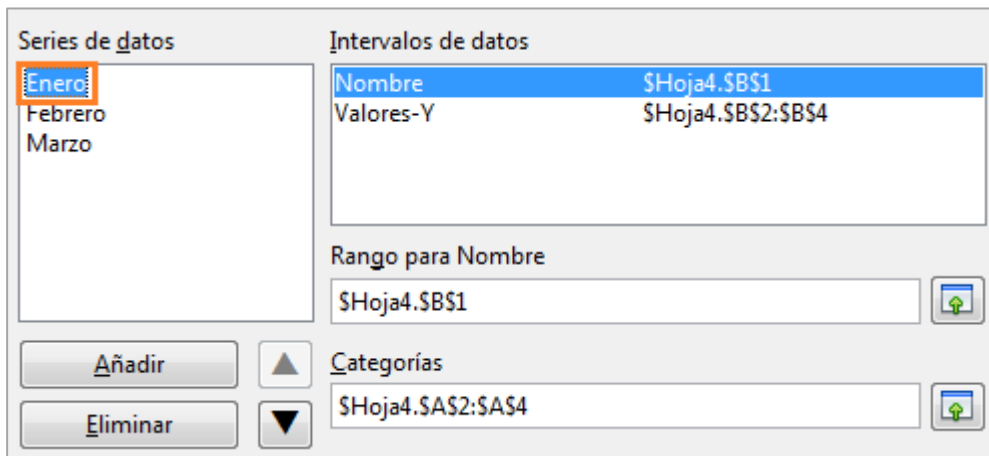 Series de datos
Enero
Febrero
Marzo
Añadir
Eliminar
Intervalos de datos
Nombre $Hoja4.$B$1
Valores-Y $Hoja4.$B$2:$B$4
Rango para Nombre
$Hoja4.$B$1
Categorías
$Hoja4.$A$2:$A$4